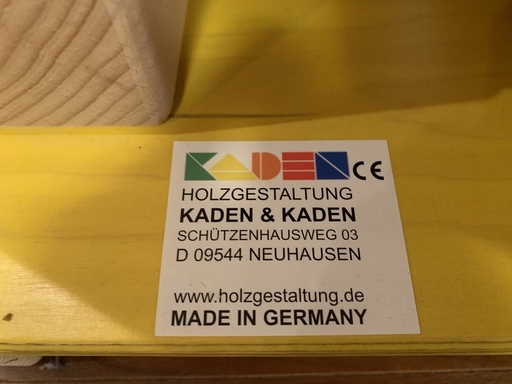 KADEN CE
HOLZGESTALTUNG
KADEN & KADEN
SCHÜTZENHAUSWEG 03
D 09544 NEUHAUSEN
www.holzgestaltung.de
MADE IN GERMANY